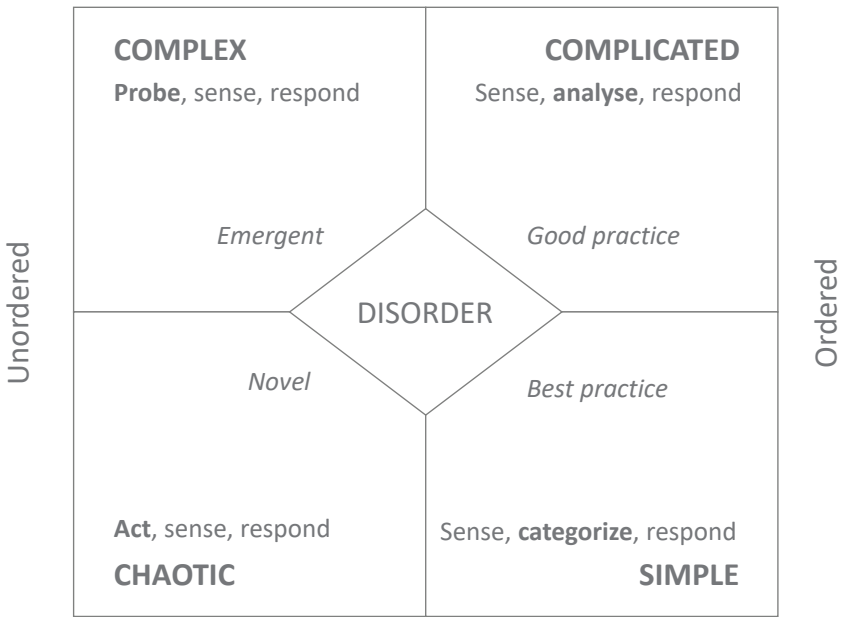 COMPLEX
Probe, sense, respond
Emergent
COMPLICATED
Sense, analyse, respond
Good practice
Unordered
DISORDER
Ordered
Novel
Act, sense, respond
CHAOTIC
Best practice
Sense, categorize, respond
SIMPLE